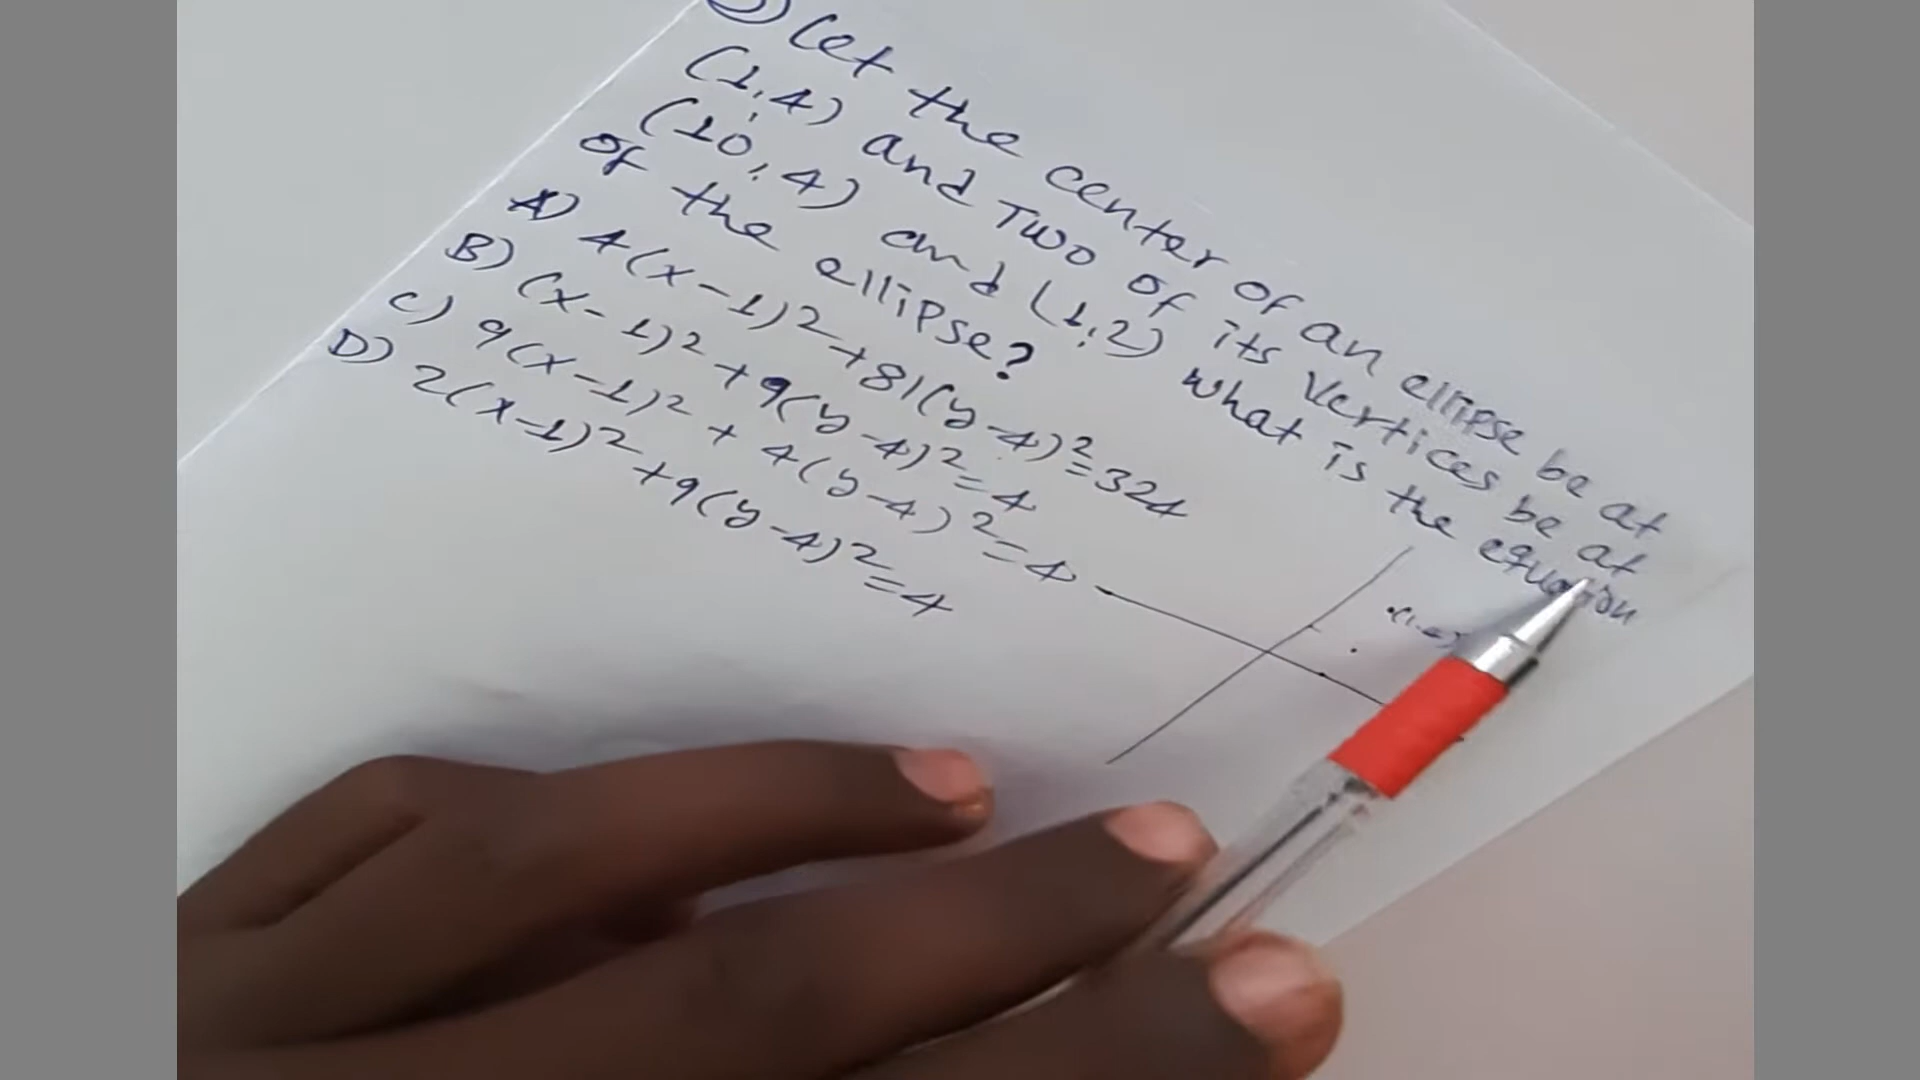 Let the center of an ellipse be at
(1,4) and Two of its vertices be at
(10,4) and (1,2) what is the equation
of the ellipse?
A) 4(x-1)²+81(y-4)²=324
B) (x-1)²+9(y-4)²=4
C) 9(x-1)²+4(y-4)²=4
D) 2(x-1)²+9(y-4)²=4